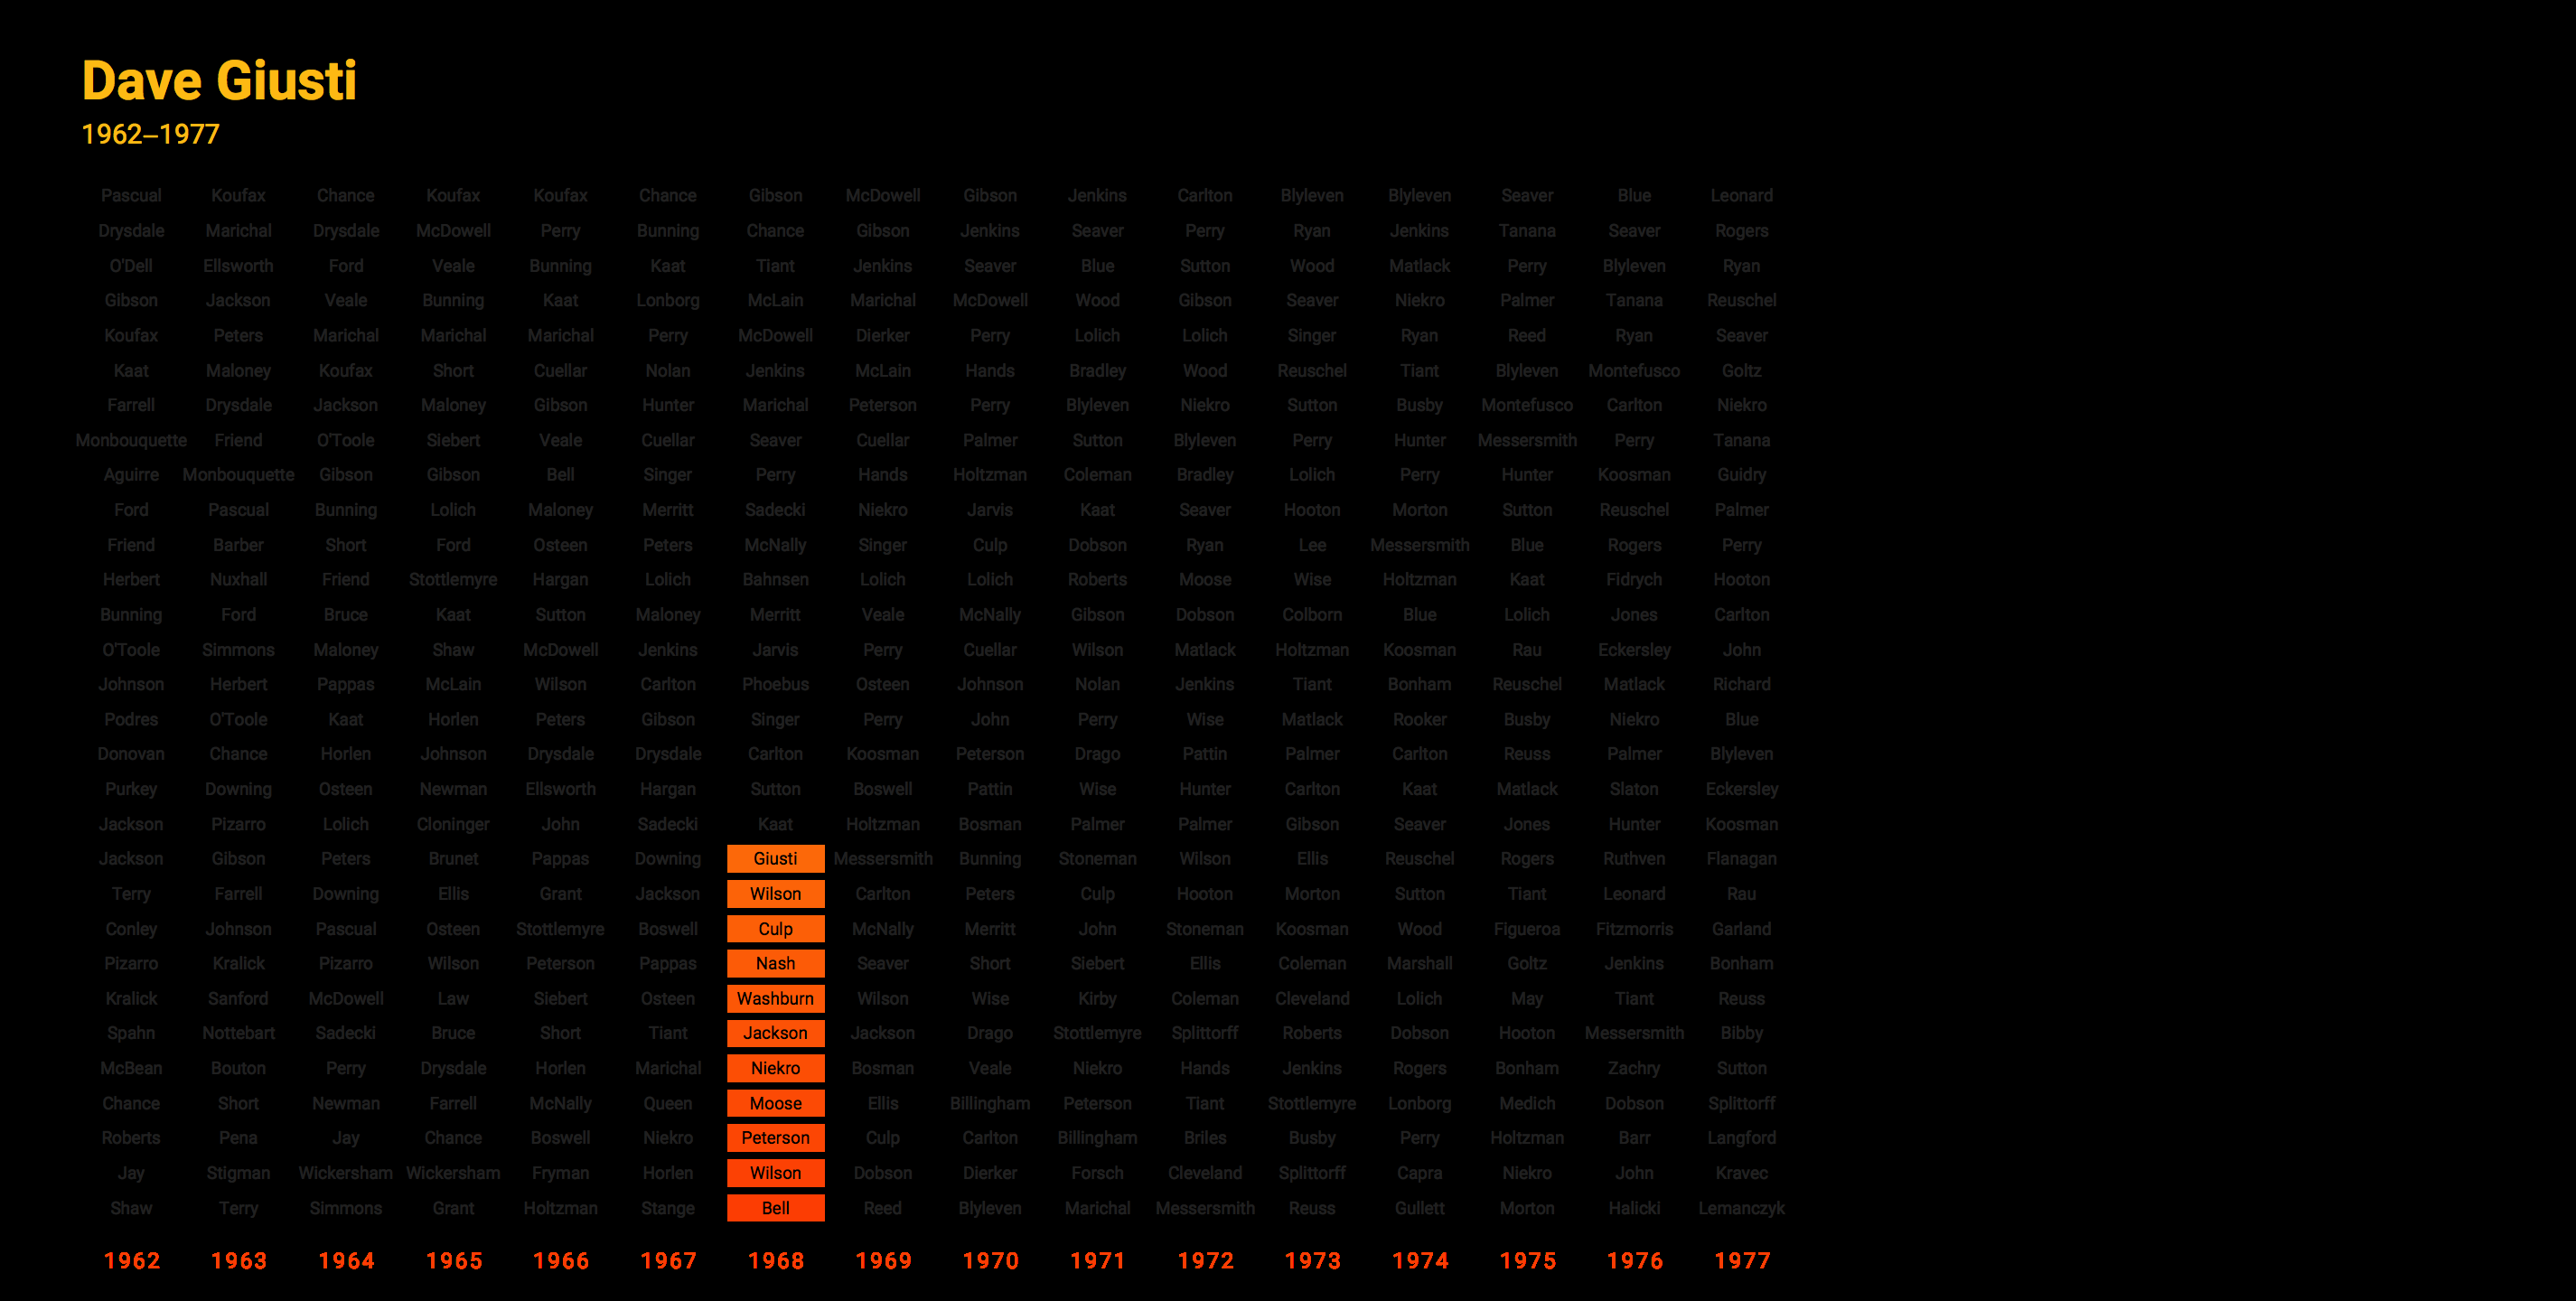 Dave Giusti
1962–1977
Pascual Koufax Chance Koufax Koufax Chance Gibson McDowell Gibson Jenkins Carlton Blyleven Blyleven Seaver Blue Leonard
Drysdale Marichal Drysdale McDowell Perry Bunning Chance Gibson Jenkins Seaver Perry Ryan Jenkins Tanana Seaver Rogers
O'Dell Ellsworth Ford Veale Bunning Kaat Tiant Jenkins Seaver Blue Sutton Wood Matlack Perry Blyleven Ryan
Gibson Jackson Veale Bunning Kaat Lonborg McLain Marichal McDowell Wood Gibson Seaver Niekro Palmer Tanana Reuschel
Koufax Peters Marichal Marichal Marichal Perry McDowell Dierker Perry Lolich Lolich Singer Ryan Reed Ryan Seaver
Kaat Maloney Koufax Short Cuellar Nolan Jenkins McLain Hands Bradley Wood Reuschel Tiant Blyleven Montefusco Goltz
Farrell Drysdale Jackson Maloney Gibson Hunter Marichal Peterson Perry Blyleven Niekro Sutton Busby Montefusco Carlton Niekro
Monbouquette Friend O'Toole Siebert Veale Cuellar Seaver Cuellar Palmer Sutton Blyleven Perry Hunter Messersmith Perry Tanana
Aguirre Monbouquette Gibson Gibson Bell Singer Perry Hands Holtzman Coleman Bradley Lolich Perry Hunter Koosman Guidry
Ford Pascual Bunning Lolich Maloney Merritt Sadecki Niekro Jarvis Kaat Seaver Hooton Morton Sutton Reuschel Palmer
Friend Barber Short Ford Osteen Peters McNally Singer Culp Dobson Ryan Lee Messersmith Blue Rogers Perry
Herbert Nuxhall Friend Stottlemyre Hargan Lolich Bahnsen Lolich Lolich Roberts Moose Wise Holtzman Kaat Fidrych Hooton
Bunning Ford Bruce Kaat Sutton Maloney Merritt Veale McNally Gibson Dobson Colborn Blue Lolich Jones Carlton
O'Toole Simmons Maloney Shaw McDowell Jenkins Jarvis Perry Cuellar Wilson Matlack Holtzman Koosman Rau Eckersley John
Johnson Herbert Pappas McLain Wilson Carlton Phoebus Osteen Johnson Nolan Jenkins Tiant Bonham Reuschel Matlack Richard
Podres O'Toole Kaat Horlen Peters Gibson Singer Perry John Perry Wise Matlack Rooker Busby Niekro Blue
Donovan Chance Horlen Johnson Drysdale Drysdale Carlton Koosman Peterson Drago Pattin Palmer Carlton Reuss Palmer Blyleven
Purkey Downing Osteen Newman Ellsworth Hargan Sutton Boswell Pattin Wise Hunter Carlton Kaat Matlack Slaton Eckersley
Jackson Pizarro Lolich Cloninger John Sadecki Kaat Holtzman Bosman Palmer Palmer Gibson Seaver Jones Hunter Koosman
Jackson Gibson Peters Brunet Pappas Downing Giusti Messersmith Bunning Stoneman Wilson Ellis Reuschel Rogers Ruthven Flanagan
Terry Farrell Downing Ellis Grant Jackson Wilson Carlton Peters Culp Hooton Morton Sutton Tiant Leonard Rau
Conley Johnson Pascual Osteen Stottlemyre Boswell Culp McNally Merritt John Stoneman Koosman Wood Figueroa Fitzmorris Garland
Pizarro Kralick Pizarro Wilson Peterson Pappas Nash Seaver Short Siebert Ellis Coleman Marshall Goltz Jenkins Bonham
Kralick Sanford McDowell Law Siebert Osteen Washburn Wilson Wise Kirby Coleman Cleveland Lolich May Tiant Reuss
Spahn Nottebart Sadecki Bruce Short Tiant Jackson Jackson Drago Stottlemyre Splittorff Roberts Dobson Hooton Messersmith Bibby
McBean Bouton Perry Drysdale Horlen Marichal Niekro Bosman Veale Niekro Hands Jenkins Rogers Bonham Zachry Sutton
Chance Short Newman Farrell McNally Queen Moose Ellis Billingham Peterson Tiant Stottlemyre Lonborg Medich Dobson Splittorff
Roberts Pena Jay Chance Boswell Niekro Peterson Culp Carlton Billingham Briles Busby Perry Holtzman Barr Langford
Jay Stigman Wickersham Wickersham Fryman Horlen Wilson Dobson Dierker Forsch Cleveland Splittorff Capra Niekro John Kravec
Shaw Terry Simmons Grant Holtzman Stange Bell Reed Blyleven Marichal Messersmith Reuss Gullett Morton Halicki Lemanczyk
1962 1963 1964 1965 1966 1967 1968 1969 1970 1971 1972 1973 1974 1975 1976 1977